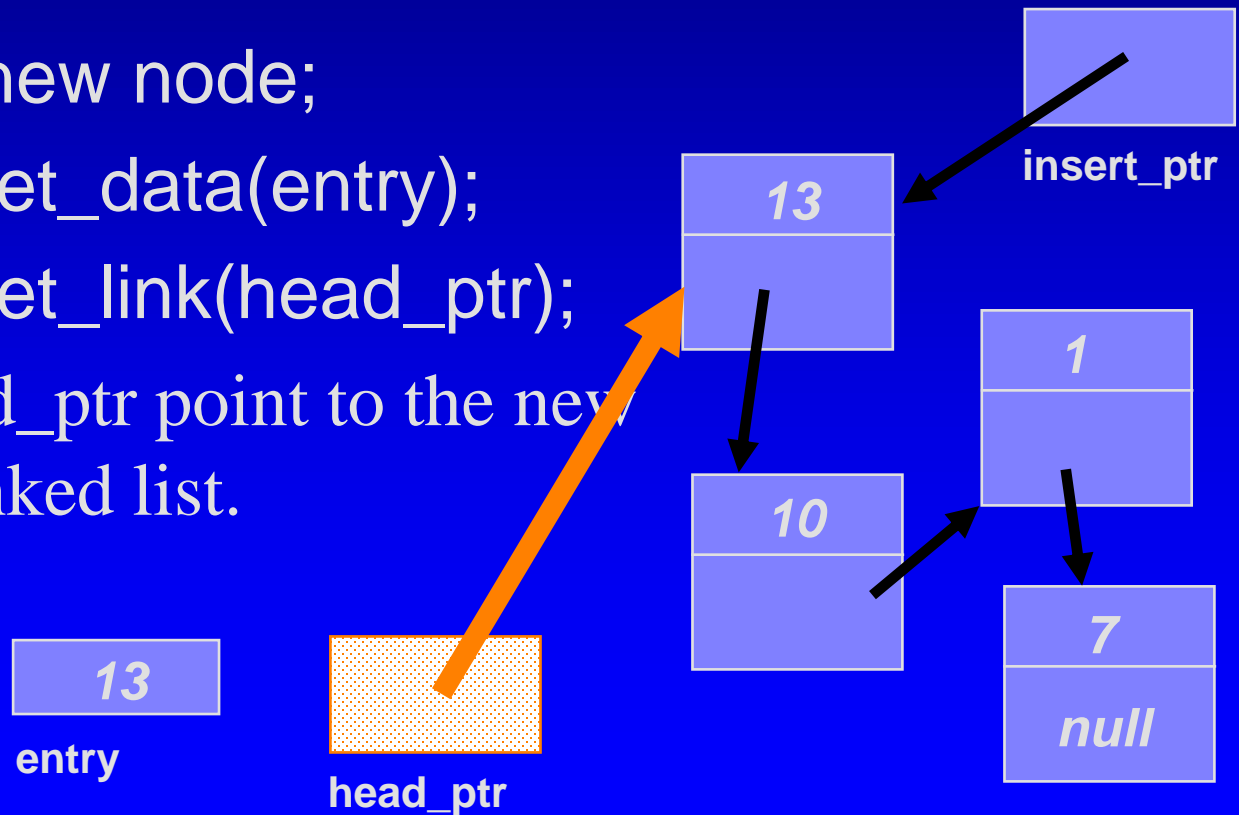 new node;
et_data(entry);
et_link(head_ptr);
d_ptr point to the new
ked list.
insert_ptr
13
1
10
7
null
13
entry
head_ptr